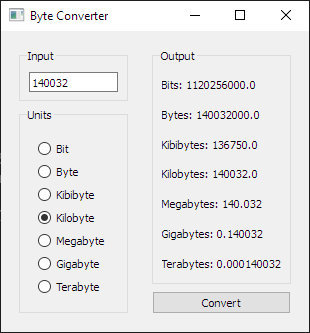 Byte Converter
Input
140032
Units
Bit
Byte
Kibibyte
Kilobyte
Megabyte
Gigabyte
Terabyte
Output
Bits: 1120256000.0
Bytes: 140032000.0
Kibibytes: 136750.0
Kilobytes: 140032.0
Megabytes: 140.032
Gigabytes: 0.140032
Terabytes: 0.000140032
Convert